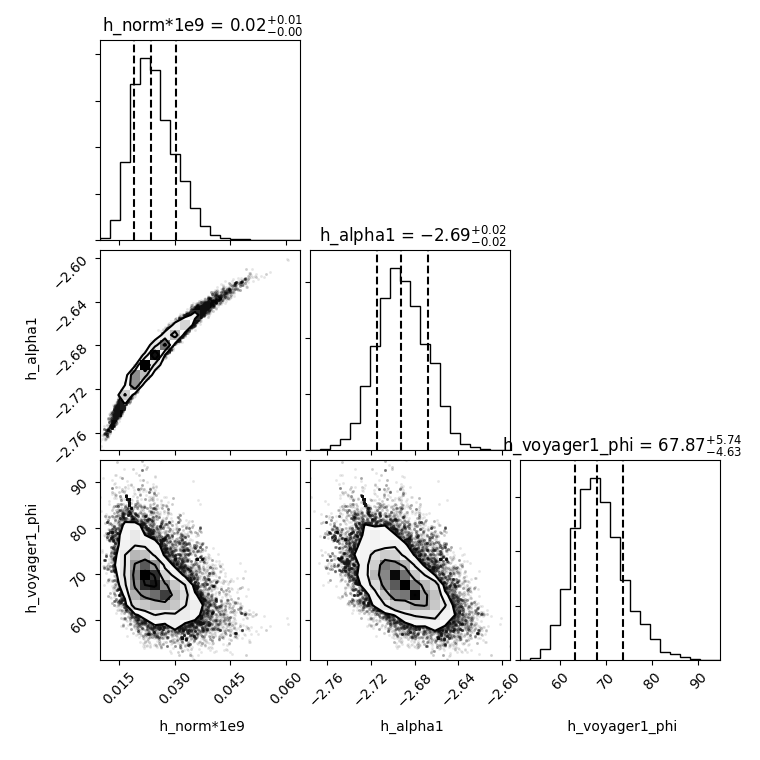 h_norm*1e9 = 0.02+0.01−0.00
h_alpha1 = −2.69+0.02−0.02
−2.60
−2.64
−2.68
−2.72
−2.76
h_alpha1
h_voyager1_phi = 67.87+5.74−4.63
90
80
70
60
h_voyager1_phi
0.015 0.030 0.045 0.060
−2.76 −2.72 −2.68 −2.64 −2.60
60 70 80 90
h_norm*1e9 h_alpha1 h_voyager1_phi